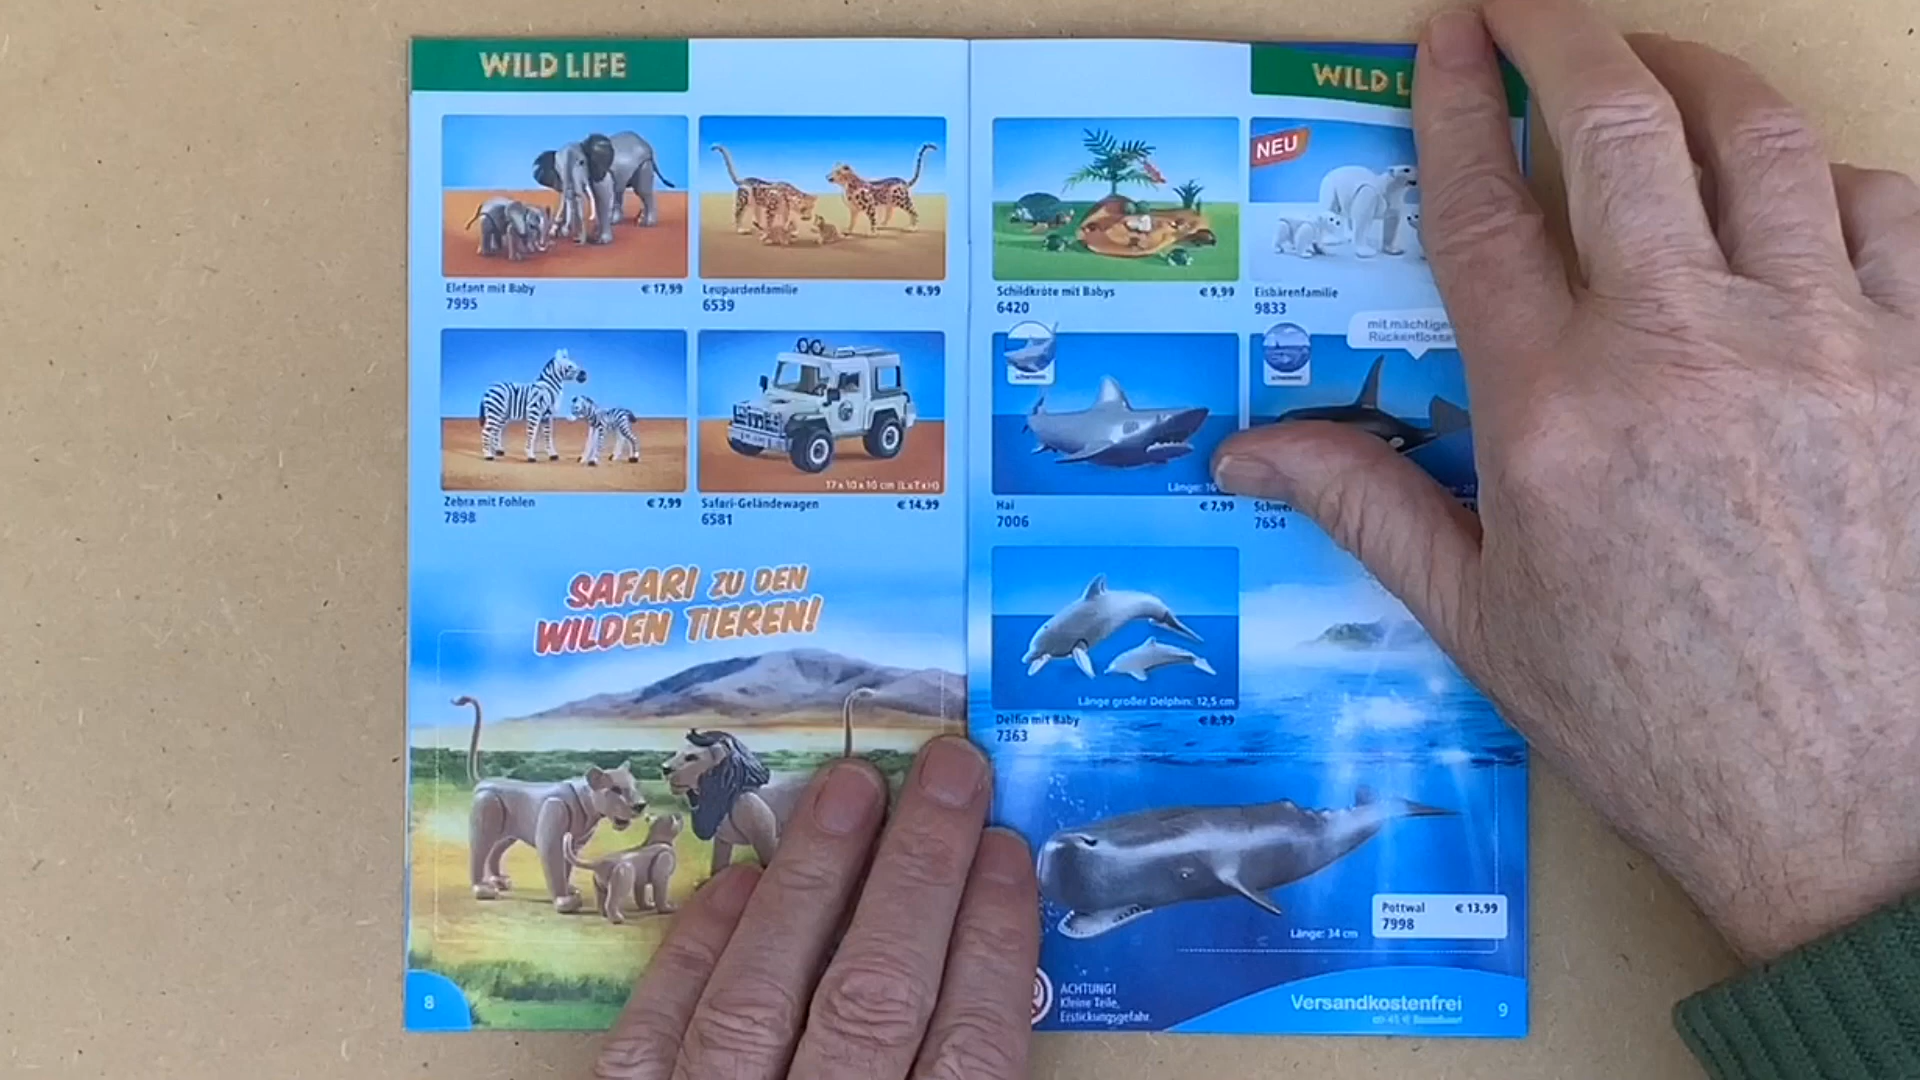 WILD LIFE
Elefant mit Baby € 17,99
7995
Leopardenfamilie € 8,99
6539
Zebra mit Fohlen € 7,99
7898
17 x 10 x 10 cm (L x T x H)
Safari-Geländewagen € 14,99
6581
SAFARI ZU DEN
WILDEN TIEREN!
8
WILD L
Schildkröte mit Babys € 9,99
6420
NEU
Eisbärenfamilie
9833
Länge:
Hai € 7,99
7006
mit mächtige
Rückenflosse
Schwer
7654
Länge großer Delphin: 12,5 cm
Delfin mit Baby € 8,99
7363
Länge: 34 cm
Pottwal € 13,99
7998
ACHTUNG!
Kleine Teile.
Erstickungsgefahr.
Versandkostenfrei
9